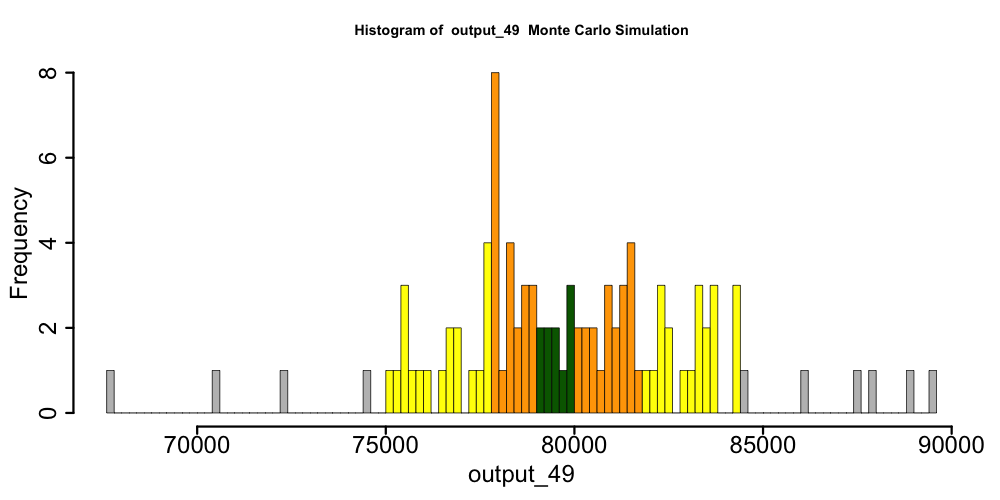 Histogram of  output_49  Monte Carlo Simulation
8
6
4
2
0
Frequency
70000 75000 80000 85000 90000
output_49